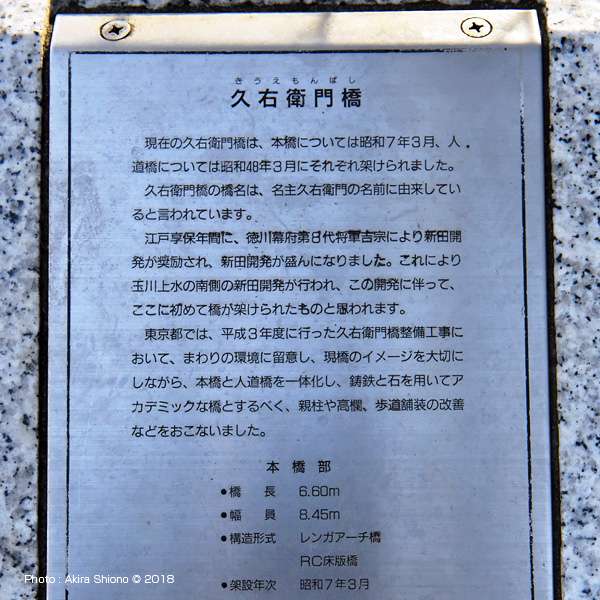 きうえもんばし
久右衛門橋
現在の久右衛門橋は、本橋については昭和7年3月、人
道橋については昭和48年3月にそれぞれ架けられました。
久右衛門橋の橋名は、名主久右衛門の名前に由来してい
ると言われています。
江戸享保年間に、徳川幕府第8代将軍吉宗により新田開
発が奨励され、新田開発が盛んになりました。これにより
玉川上水の南側の新田開発が行われ、この開発に伴って、
ここに初めて橋が架けられたものと思われます。
東京都では、平成3年度に行った久右衛門橋整備工事に
おいて、まわりの環境に留意し、現橋のイメージを大切に
しながら、本橋と人道橋を一体化し、鋳鉄と石を用いてア
カデミックな橋とするべく、親柱や高欄、歩道舗装の改善
などをおこないました。
本橋部
●橋 長 6.60m
●幅 員 8.45m
●構造形式 レンガアーチ橋
RC床版橋
●架設年次 昭和7年3月
Photo : Akira Shiono © 2018